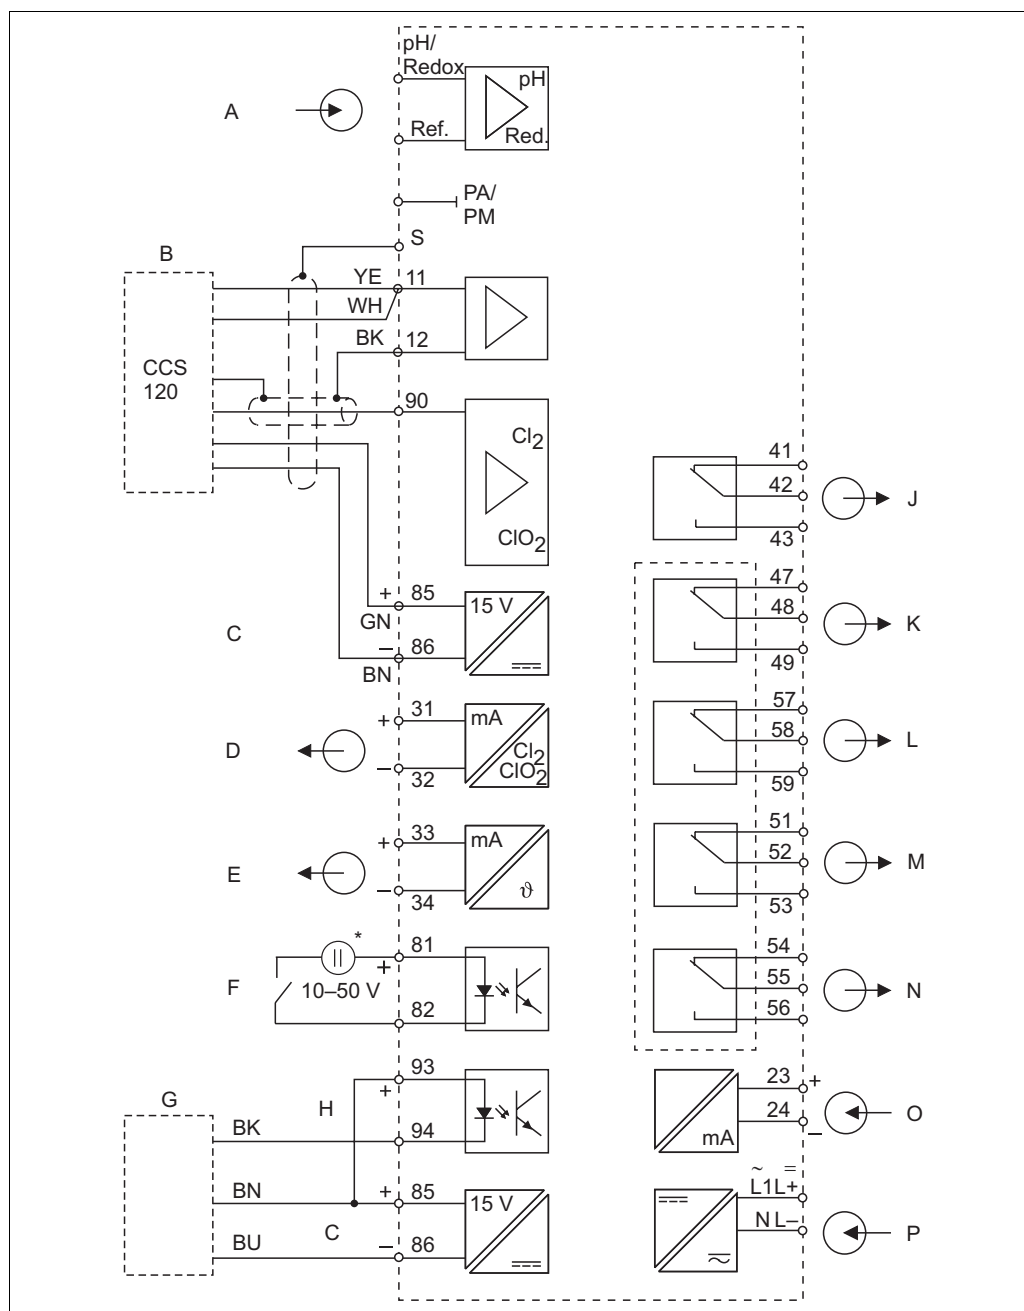 pH/
Redox
pH
A
Ref.
Red.
PA/
PM
S
B
YE 11
WH
BK 12
CCS
120
90
Cl2
ClO2
41
42
J
43
47
48
K
49
+ 85
15 V
GN
C
– 86
BN
57
58
L
59
31
+
mA
D
Cl2
ClO2
–
32
51
52
M
53
33
+
mA
E
ϑ
–
34
* 81
+
F
10–50 V
82
54
55
N
56
93
+
G
H
BK
94
23 +
24
O
mA
–
BN
+ 85
15 V
C
BU
– 86
~ =
L1L+
N L–
P